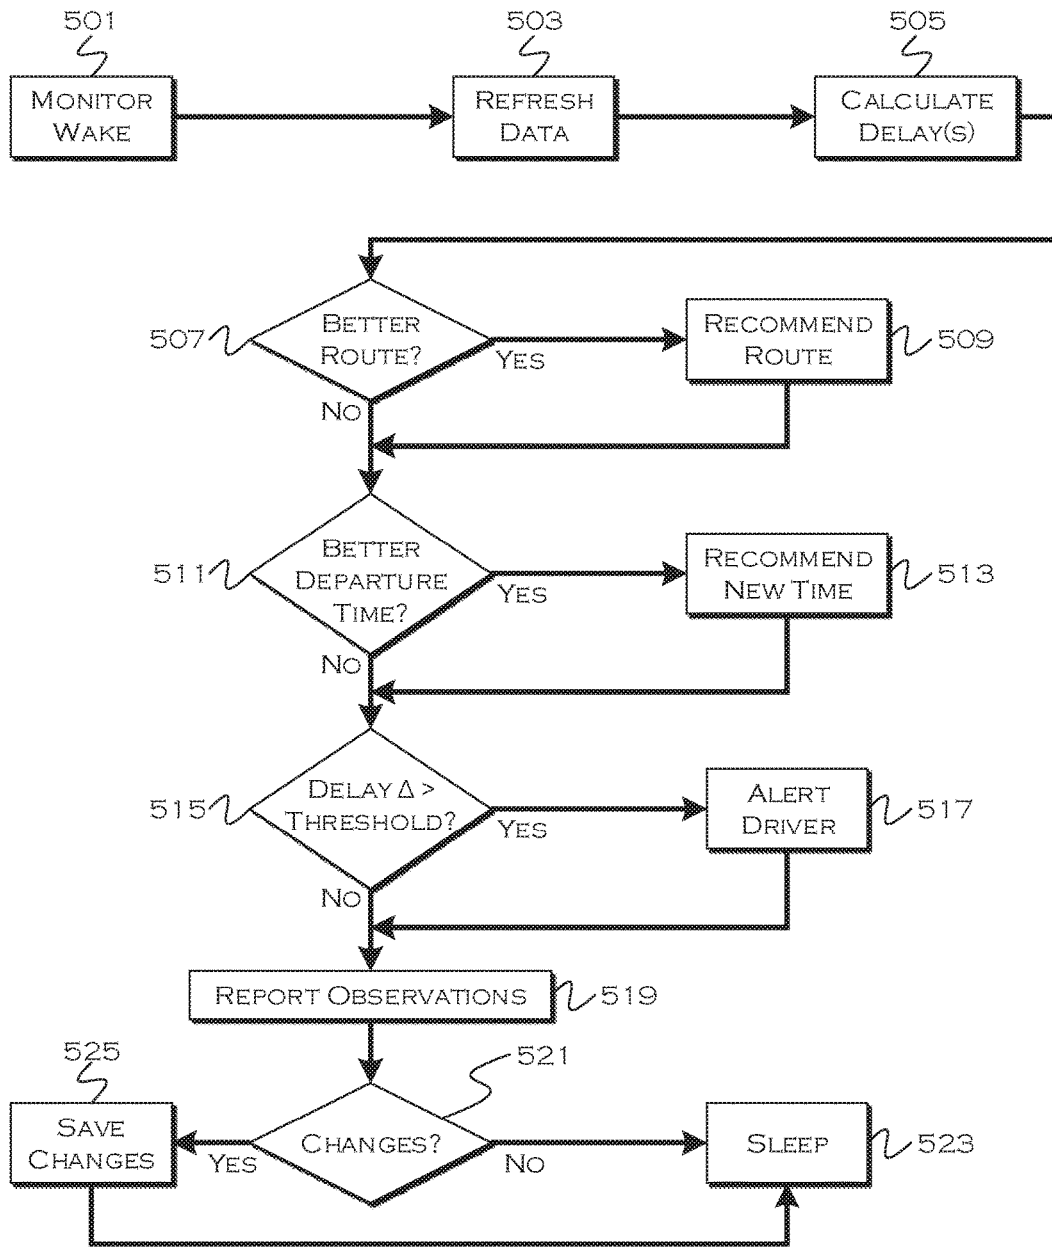 501
503
505
MONITOR
WAKE
REFRESH
DATA
CALCULATE
DELAY(S)
507
BETTER
ROUTE?
YES
NO
RECOMMEND
ROUTE
509
511
BETTER
DEPARTURE
TIME?
YES
NO
RECOMMEND
NEW TIME
513
515
DELAY Δ >
THRESHOLD?
YES
NO
ALERT
DRIVER
517
REPORT OBSERVATIONS
519
525
521
SAVE
CHANGES
YES
CHANGES?
NO
SLEEP
523